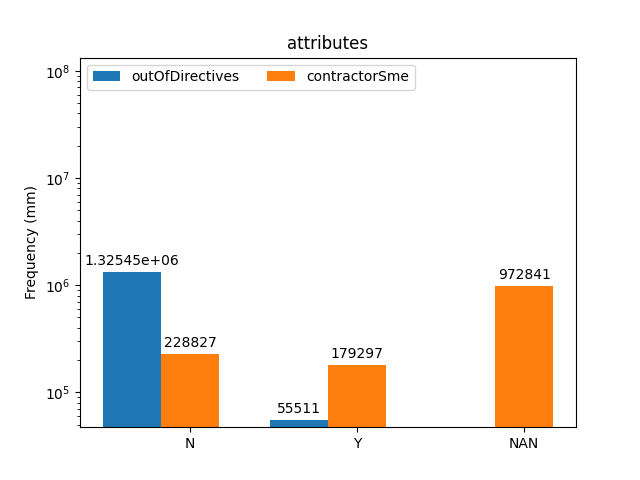 attributes
outOfDirectives contractorSme
Frequency (mm)
10^8
10^7
10^6
10^5
1.32545e+06
228827
55511
179297
972841
N Y NAN